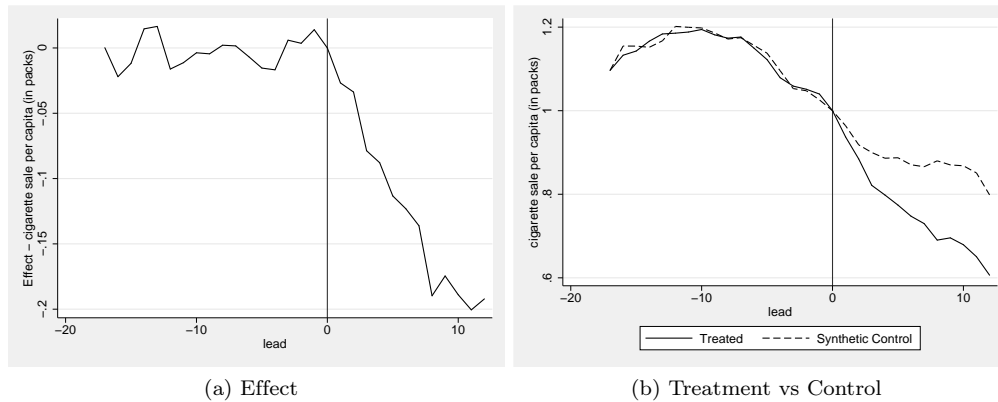 Effect − cigarette sale per capita (in packs)
0
−.05
−.1
−.15
−.2
−20
−10
0
10
lead
(a) Effect
cigarette sale per capita (in packs)
1.2
1
.8
.6
−20
−10
0
10
lead
Treated
Synthetic Control
(b) Treatment vs Control